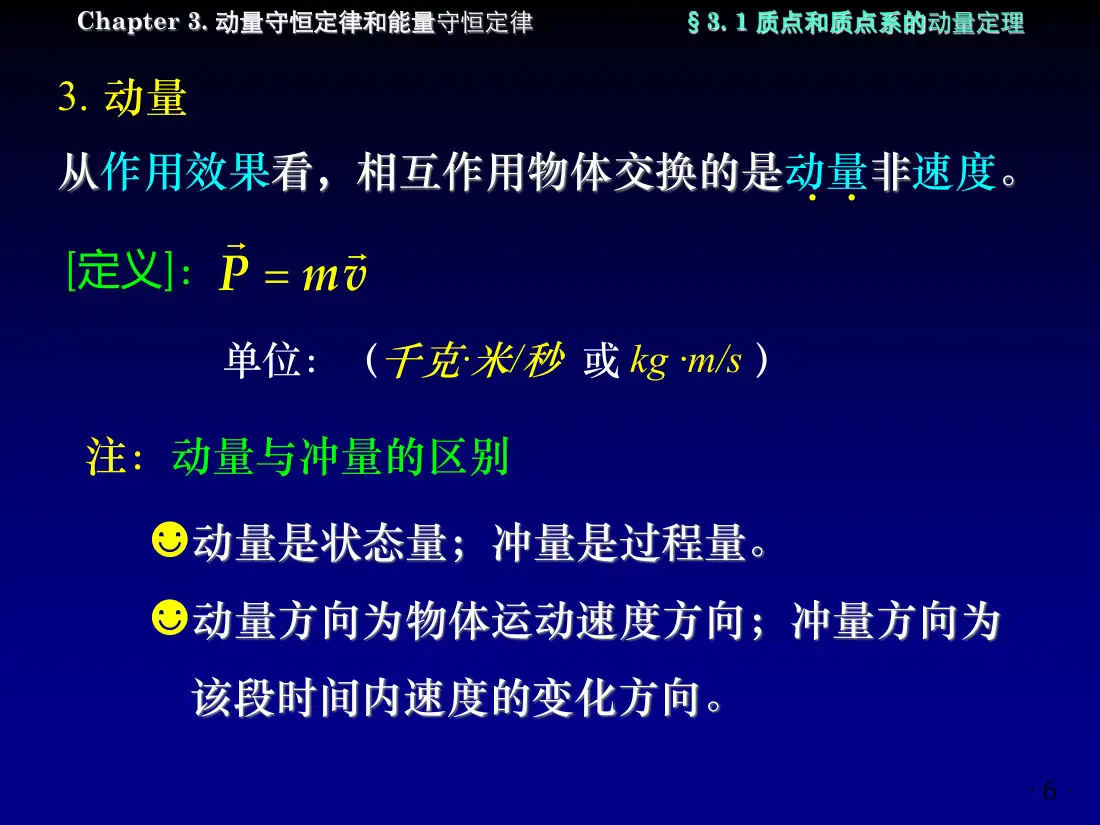 Chapter 3. 动量守恒定律和能量守恒定律 § 3. 1 质点和质点系的动量定理
3. 动量
从作用效果看，相互作用物体交换的是动量非速度。
[定义]： P⃗ = mv⃗
单位：（千克·米/秒 或 kg ·m/s ）
注：动量与冲量的区别
☻动量是状态量；冲量是过程量。
☻动量方向为物体运动速度方向；冲量方向为
该段时间内速度的变化方向。
· 6 ·